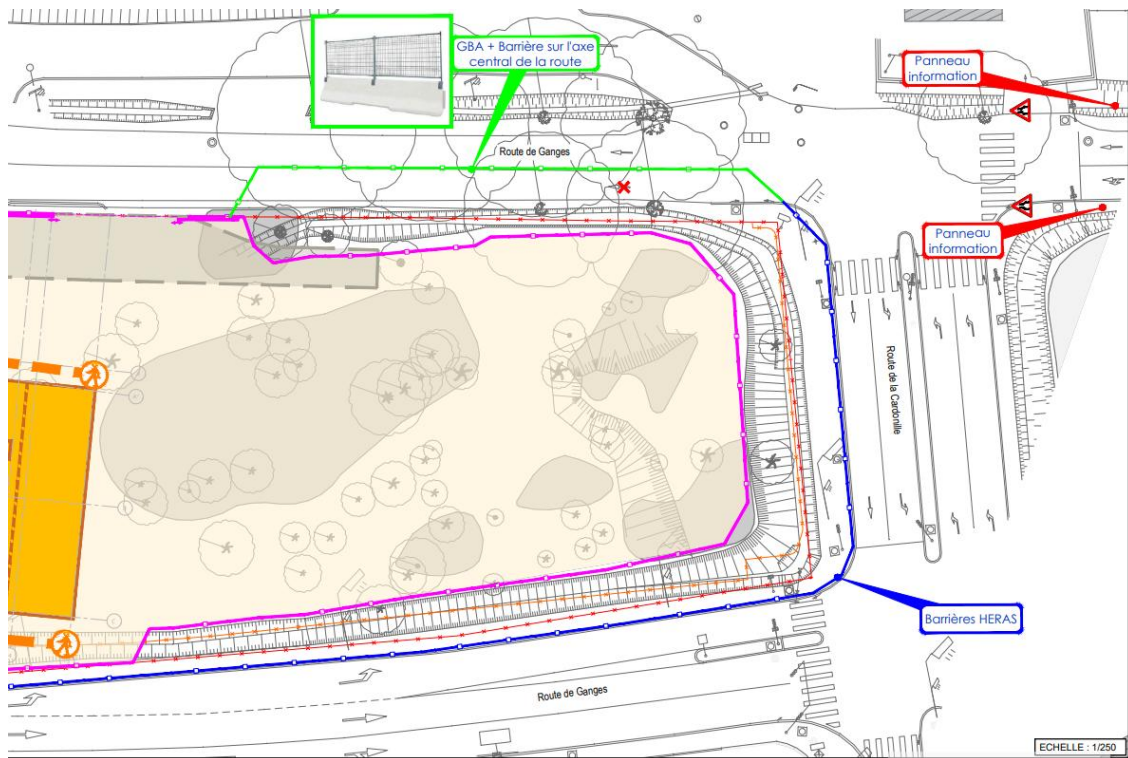 GBA + Barrière sur l'axe
central de la route
Panneau
information
Route de Ganges
Panneau
information
Route de la Cardonille
Barrières HERAS
Route de Ganges
ECHELLE : 1/250